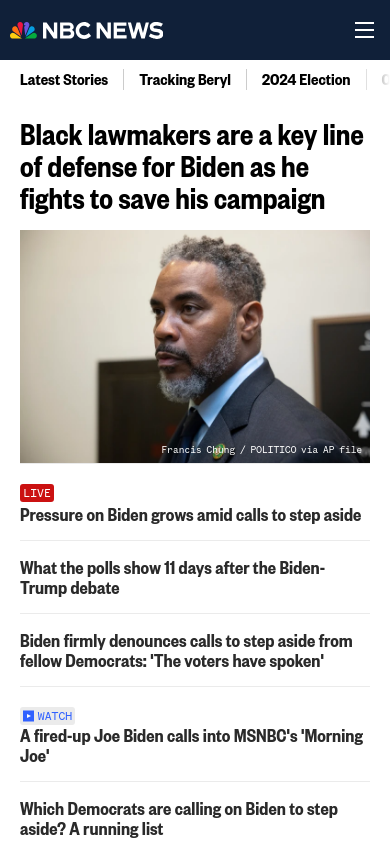 NBC NEWS
Latest Stories
Tracking Beryl
2024 Election
Black lawmakers are a key line
of defense for Biden as he
fights to save his campaign
Francis Chung / POLITICO via AP file
LIVE
Pressure on Biden grows amid calls to step aside
What the polls show 11 days after the Biden-
Trump debate
Biden firmly denounces calls to step aside from
fellow Democrats: 'The voters have spoken'
WATCH
A fired-up Joe Biden calls into MSNBC's 'Morning
Joe'
Which Democrats are calling on Biden to step
aside? A running list